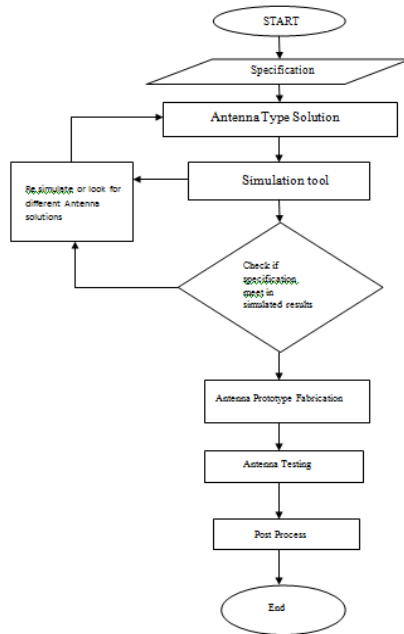 START
Specification
Antenna Type Solution
Simulation tool
Re.simulate or look for
different Antenna
solutions
Check if
specification
meet in
simulated results
Antenna Prototype Fabrication
Antenna Testing
Post Process
End